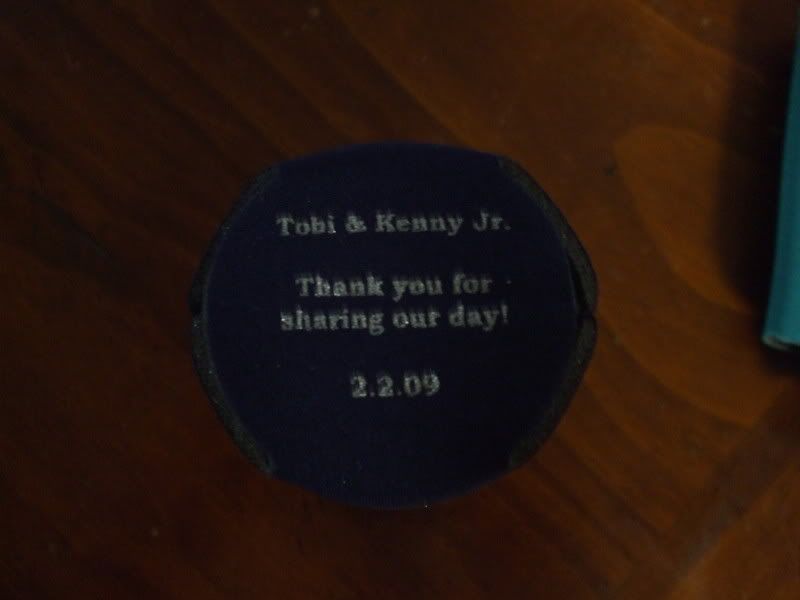 Tobi & Kenny Jr.
Thank you for
sharing our day!
2.2.09